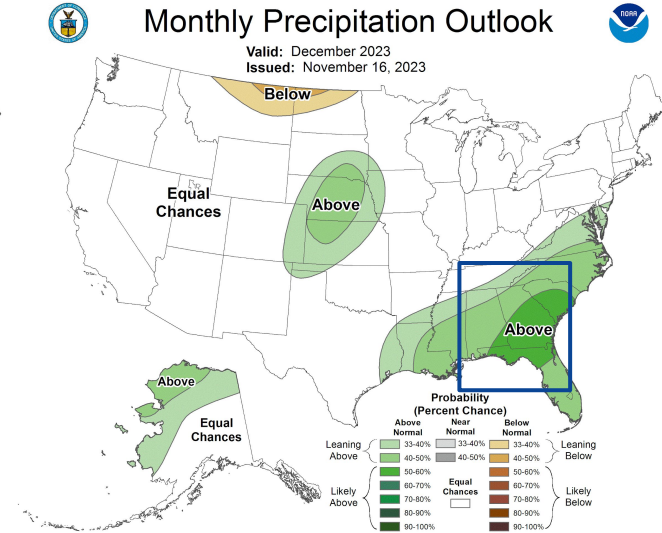 Monthly Precipitation Outlook
NOAA
Valid: December 2023
Issued: November 16, 2023
Below
Equal
Chances
Above
Above
Above
Equal
Chances
Probability
(Percent Chance)
Above
Normal
Near
Normal
Below
Normal
Leaning
Above
33-40%
33-40%
33-40%
Leaning
Below
40-50%
40-50%
40-50%
Likely
Above
50-60%
60-70%
70-80%
80-90%
90-100%
Equal
Chances
50-60%
60-70%
70-80%
80-90%
90-100%
Likely
Below